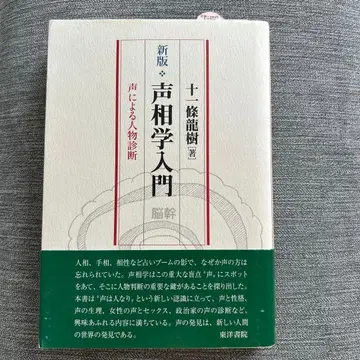 新版
声相学入門
声による人物診断
十一條龍樹[著]
脳幹
人相、手相、相性など占いブームの影で、なぜか声の方は
忘れられていた。声相学はこの重大な盲点“声”にスポット
をあて、そこに人物判断の重要な鍵があることを探り出した。
本書は「声は人なり」という新しい認識に立って、声と性格、
声の生理、女性の声とセックス、政治家の声の診断など、
興味あふれる内容に満ちている。声の発見は、新しい人間
の世界の発見である。
東洋書院